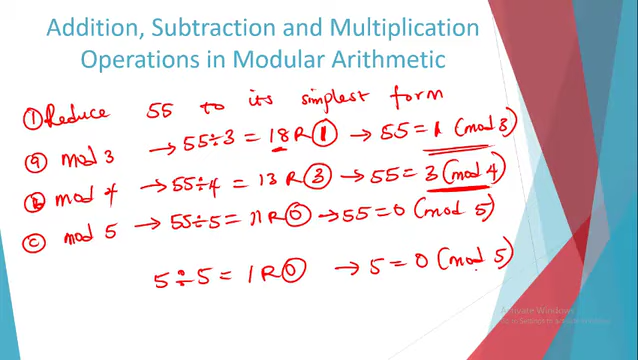 Addition, Subtraction and Multiplication
Operations in Modular Arithmetic
① Reduce 55 to its simplest form
ⓐ mod 3 → 55÷3 = 18 R 1 → 55 = 1 (mod 3)
ⓑ mod 4 → 55÷4 = 13 R 3 → 55 = 3 (mod 4)
ⓒ mod 5 → 55÷5 = 11 R 0 → 55 = 0 (mod 5)
5÷5 = 1 R 0 → 5 = 0 (mod 5)
Activate Windows